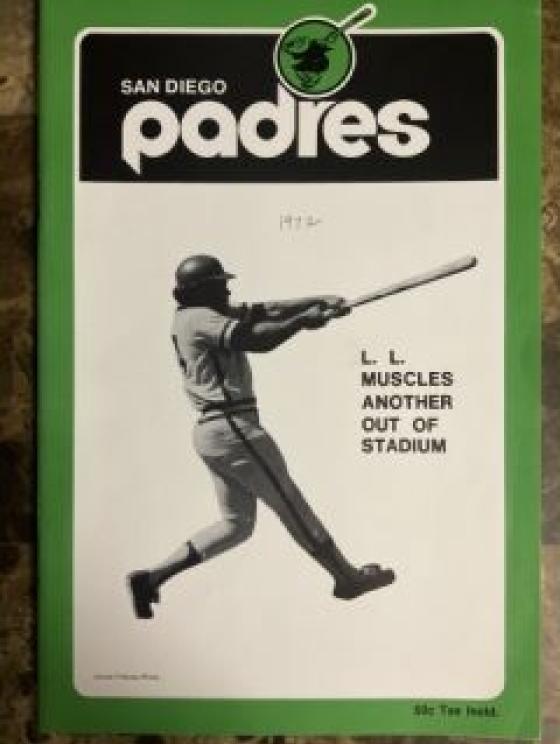 SAN DIEGO
padres
1972
L. L.
MUSCLES
ANOTHER
OUT OF
STADIUM
50c Tax Incld.